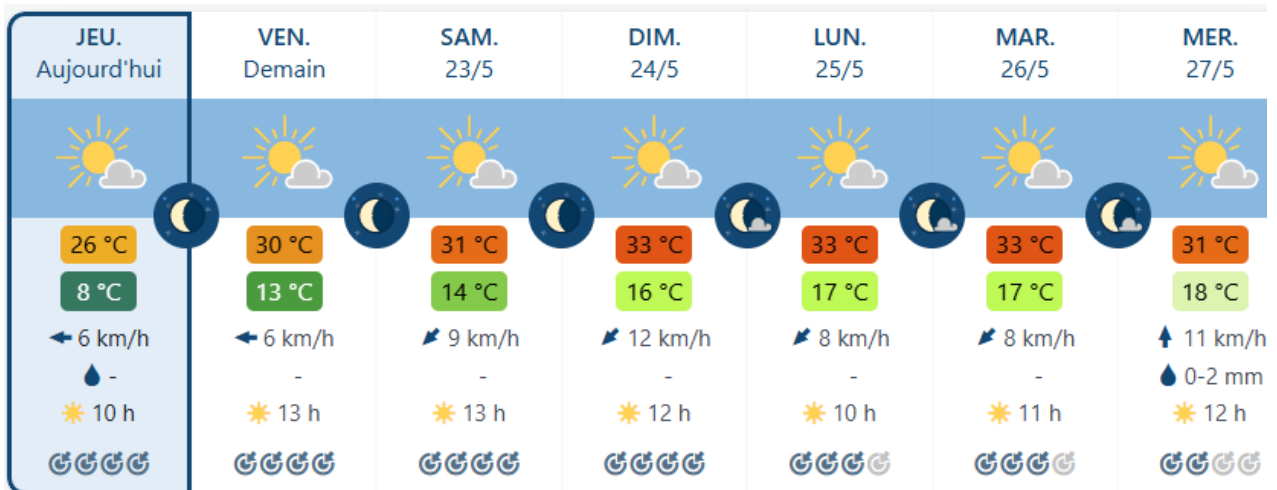 JEU. VEN. SAM. DIM. LUN. MAR. MER.
Aujourd'hui Demain 23/5 24/5 25/5 26/5 27/5
26 °C 30 °C 31 °C 33 °C 33 °C 33 °C 31 °C
8 °C 13 °C 14 °C 16 °C 17 °C 17 °C 18 °C
6 km/h 6 km/h 9 km/h 12 km/h 8 km/h 8 km/h 11 km/h
- - - - - - 0-2 mm
10 h 13 h 13 h 12 h 10 h 11 h 12 h